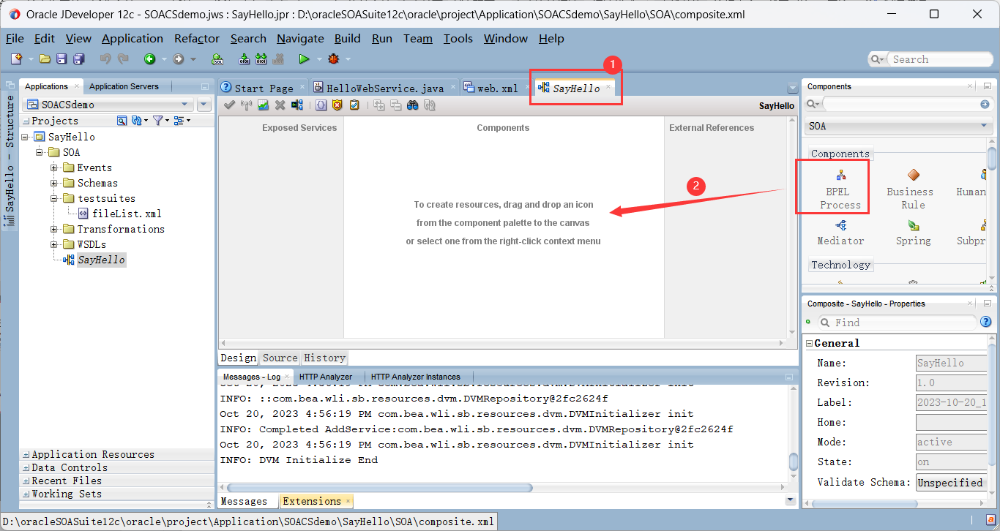 Oracle JDeveloper 12c - SOACSdemo.jws : SayHello.jpr : D:\oracleSOASuite12c\oracle\project\Application\SOACSdemo\SayHello\SOA\composite.xml
File Edit View Application Refactor Search Navigate Build Run Team Tools Window Help
Search
1
Applications Application Servers
Start Page HelloWebService.java web.xml SayHello
Components
SOACSdemo
SayHello
Projects
SOA
SayHello - Structure
SayHello
SOA
Events
Schemas
testsuites
fileList.xml
Transformations
WSDLs
SayHello
Exposed Services Components External References
To create resources, drag and drop an icon
from the component palette to the canvas
or select one from the right-click context menu
2
Components
BPEL Process
Business Rule
Human
Mediator
Spring
Subpr
Technology
Design Source History
Messages - Log HTTP Analyzer HTTP Analyzer Instances
INFO: ::com.bea.wli.sb.resources.dvm.DVMRepository@2fc2624f
Oct 20, 2023 4:56:19 PM com.bea.wli.sb.resources.dvm.DVMInitializer init
INFO: Completed AddService:com.bea.wli.sb.resources.dvm.DVMRepository@2fc2624f
Oct 20, 2023 4:56:19 PM com.bea.wli.sb.resources.dvm.DVMInitializer init
INFO: DVM Initialize End
Messages Extensions
Composite - SayHello - Properties
Find
General
Name: SayHello
Revision: 1.0
Label: 2023-10-20_1
Home:
Mode: active
State: on
Validate Schema: Unspecified
Application Resources
Data Controls
Recent Files
Working Sets
D:\oracleSOASuite12c\oracle\project\Application\SOACSdemo\SayHello\SOA\composite.xml